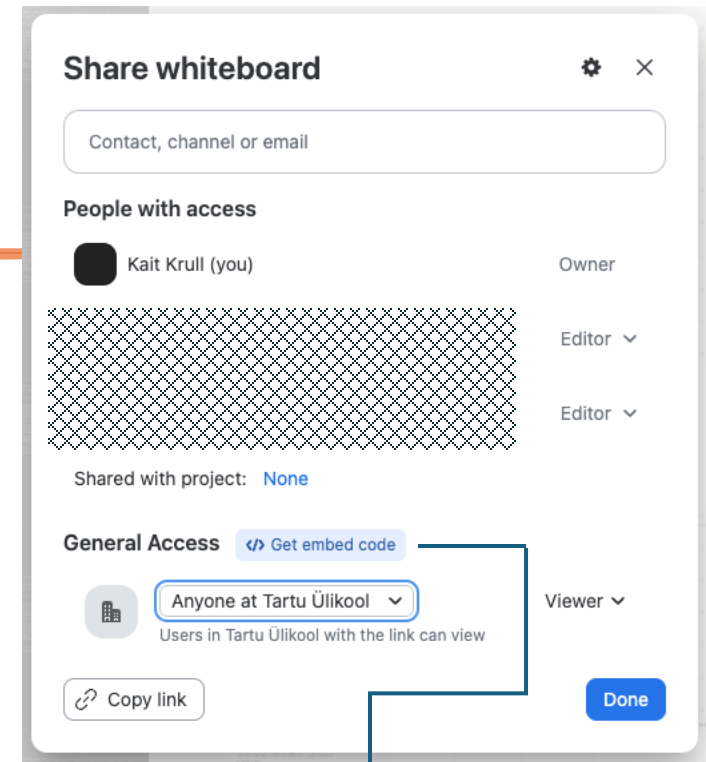 Share whiteboard
Contact, channel or email
People with access
Kait Krull (you) Owner
Editor
Editor
Shared with project: None
General Access </> Get embed code
Anyone at Tartu Ülikool Viewer
Users in Tartu Ülikool with the link can view
Copy link Done